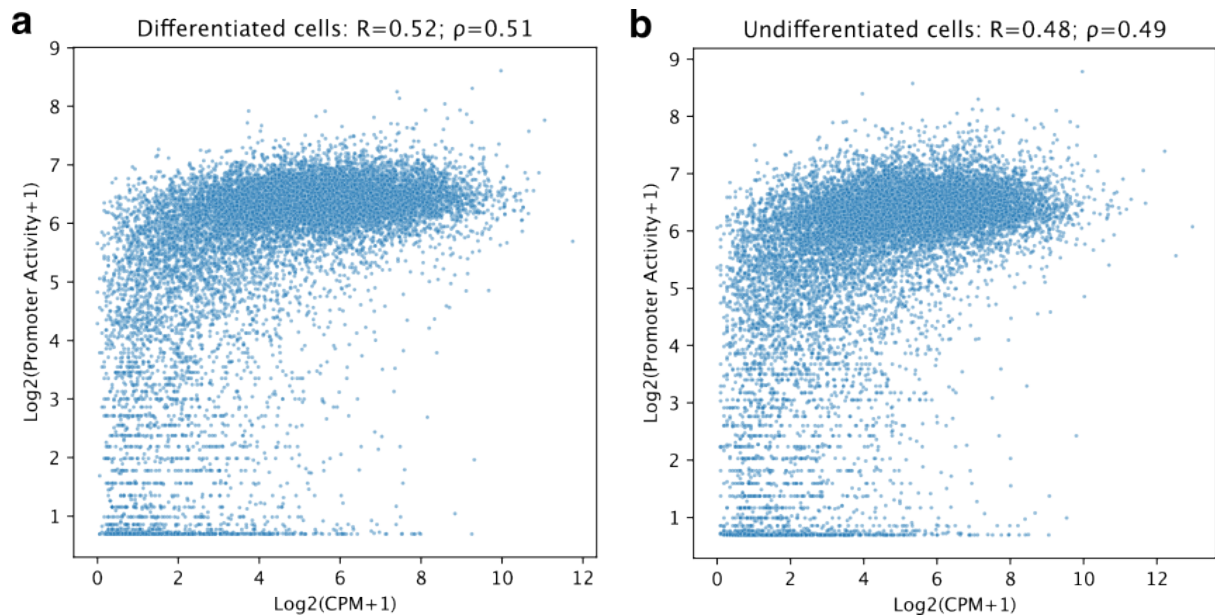 a
Differentiated cells: R=0.52; ρ=0.51
9
8
7
6
5
4
3
2
1
Log2(Promoter Activity+1)
0 2 4 6 8 10 12
Log2(CPM+1)
b
Undifferentiated cells: R=0.48; ρ=0.49
9
8
7
6
5
4
3
2
1
Log2(Promoter Activity+1)
0 2 4 6 8 10 12
Log2(CPM+1)